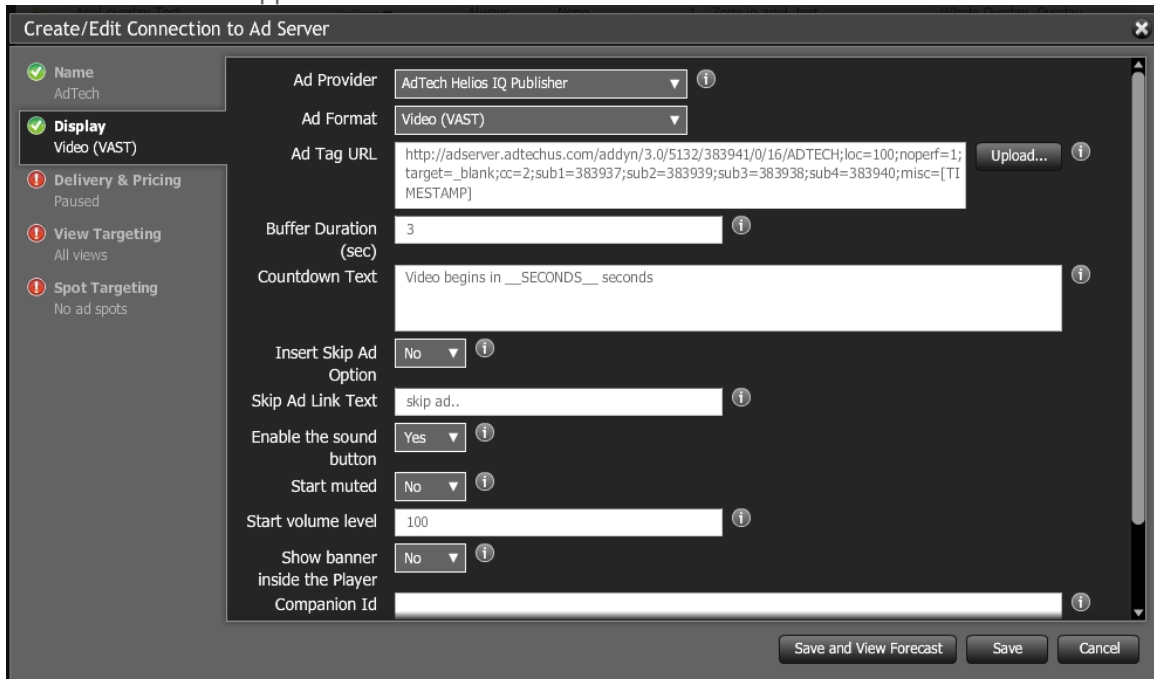 Create/Edit Connection to Ad Server
Name
AdTech
Display
Video (VAST)
Delivery & Pricing
Paused
View Targeting
All views
Spot Targeting
No ad spots
Ad Provider
AdTech Helios IQ Publisher
Ad Format
Video (VAST)
Ad Tag URL
http://adserver.adtechus.com/addyn/3.0/5132/383941/0/16/ADTECH;loc=100;noperf=1;
target=_blank;cc=2;sub1=383937;sub2=383939;sub3=383938;sub4=383940;misc=[TI
MESTAMP]
Upload...
Buffer Duration
(sec)
3
Countdown Text
Video begins in __SECONDS__ seconds
Insert Skip Ad
Option
No
Skip Ad Link Text
skip ad..
Enable the sound
button
Yes
Start muted
No
Start volume level
100
Show banner
inside the Player
No
Companion Id
Save and View Forecast
Save
Cancel